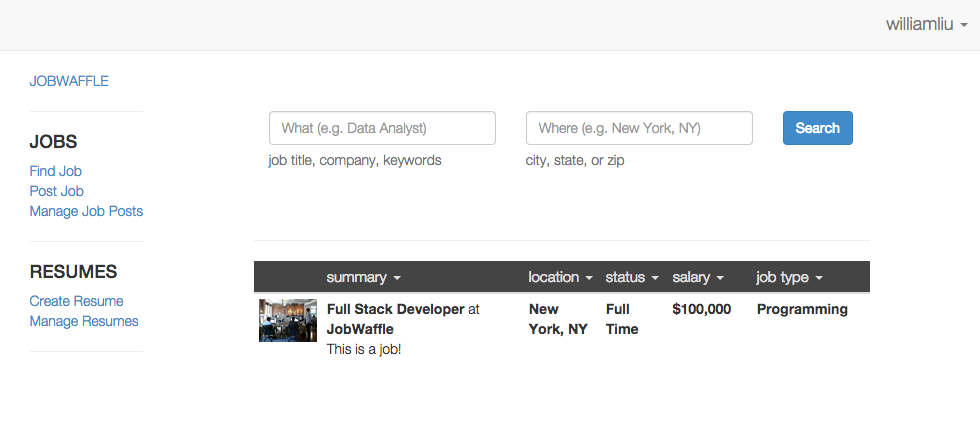 williamliu
JOBWAFFLE
JOBS
Find Job
Post Job
Manage Job Posts
RESUMES
Create Resume
Manage Resumes
What (e.g. Data Analyst)
Where (e.g. New York, NY)
Search
job title, company, keywords
city, state, or zip
summary location status salary job type
Full Stack Developer at
JobWaffle
This is a job!
New
York, NY
Full
Time
$100,000
Programming